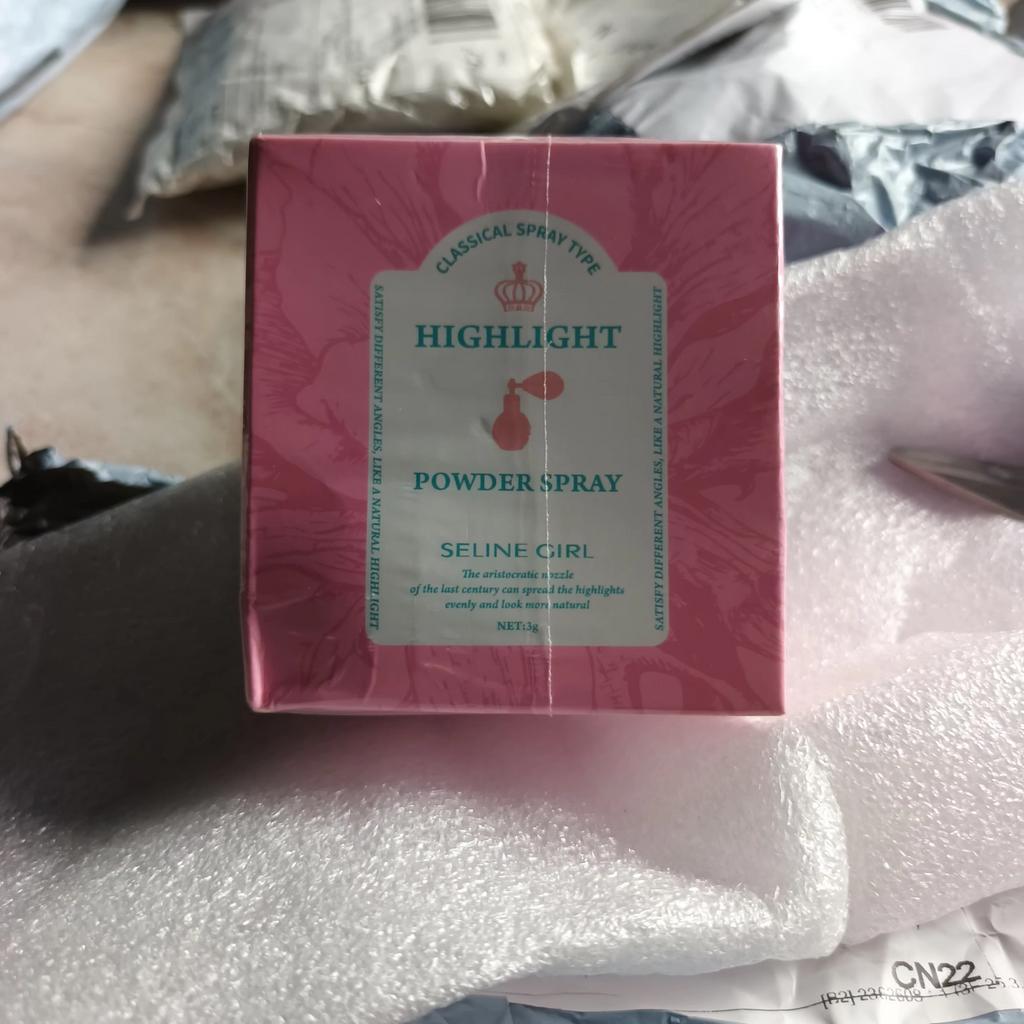 CLASSICAL SPRAY TYPE
HIGHLIGHT
POWDER SPRAY
SELINE GIRL
The aristocratic nozzle
of the last century can spread the highlights
evenly and look more natural
NET:3g
SATISFY DIFFERENT ANGLES, LIKE A NATURAL HIGHLIGHT
SATISFY DIFFERENT ANGLES, LIKE A NATURAL HIGHLIGHT
CN22